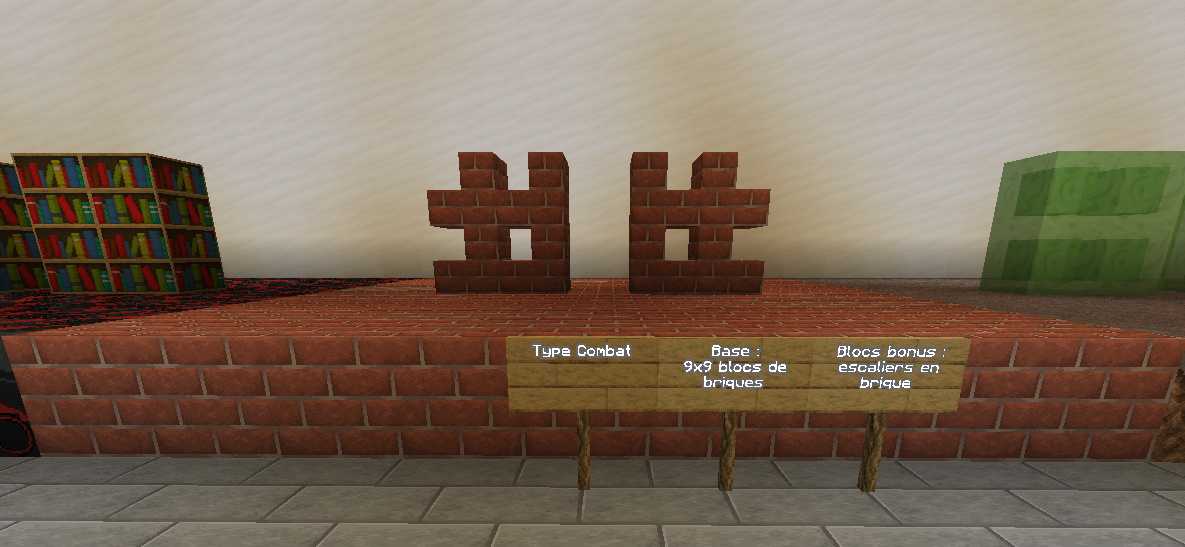 Type Combat
Base :
9x9 blocs de
briques
Blocs bonus :
escaliers en
brique